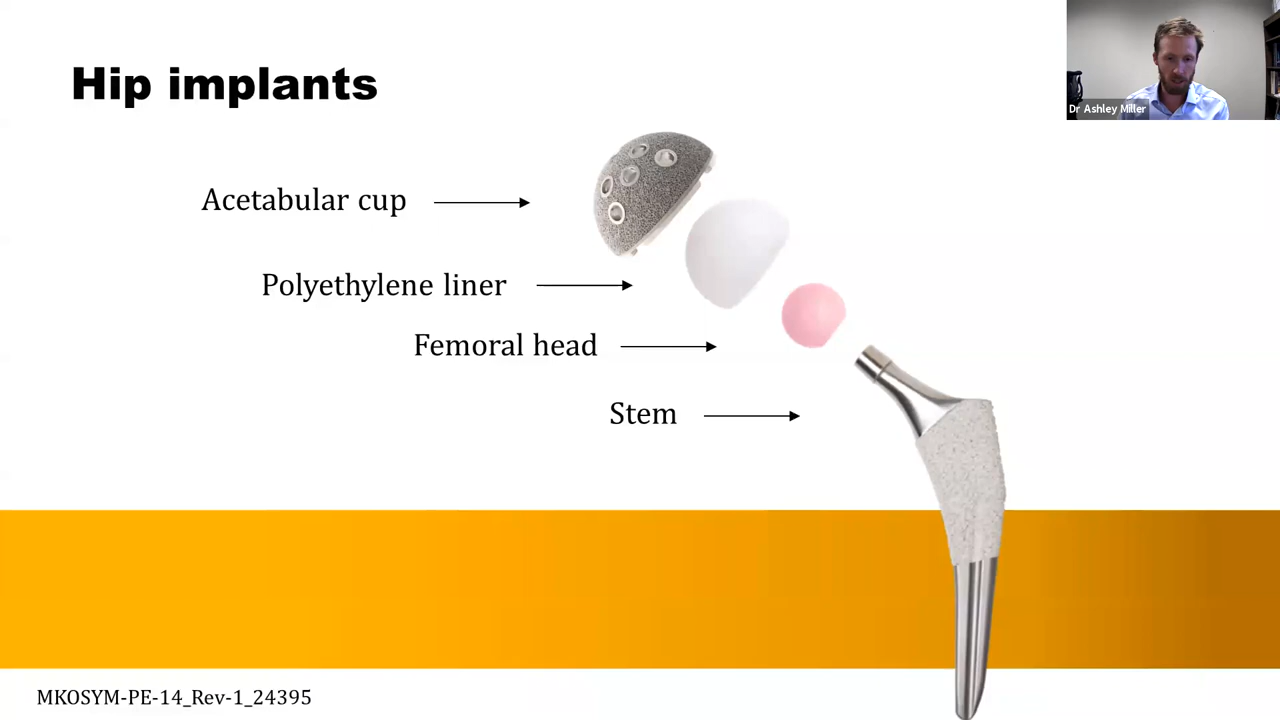 Hip implants
Dr Ashley Miller
Acetabular cup
Polyethylene liner
Femoral head
Stem
MKOSYM-PE-14_Rev-1_24395